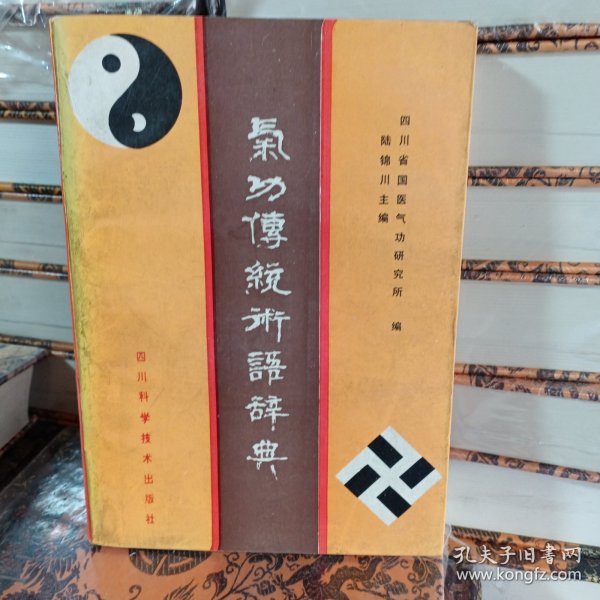 氣功傳統術語辞典
四川省国医气功研究所 编
陆锦川主编
四川科学技术出版社
孔夫子旧書网
www.kongfz.com